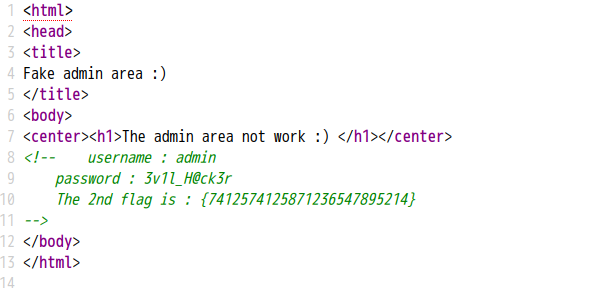 1 <html>
2 <head>
3 <title>
4 Fake admin area :)
5 </title>
6 <body>
7 <center><h1>The admin area not work :) </h1></center>
8 <!--    username : admin
9     password : 3v1l_H@ck3r
10     The 2nd flag is : {7412574125871236547895214}
11 -->
12 </body>
13 </html>
14